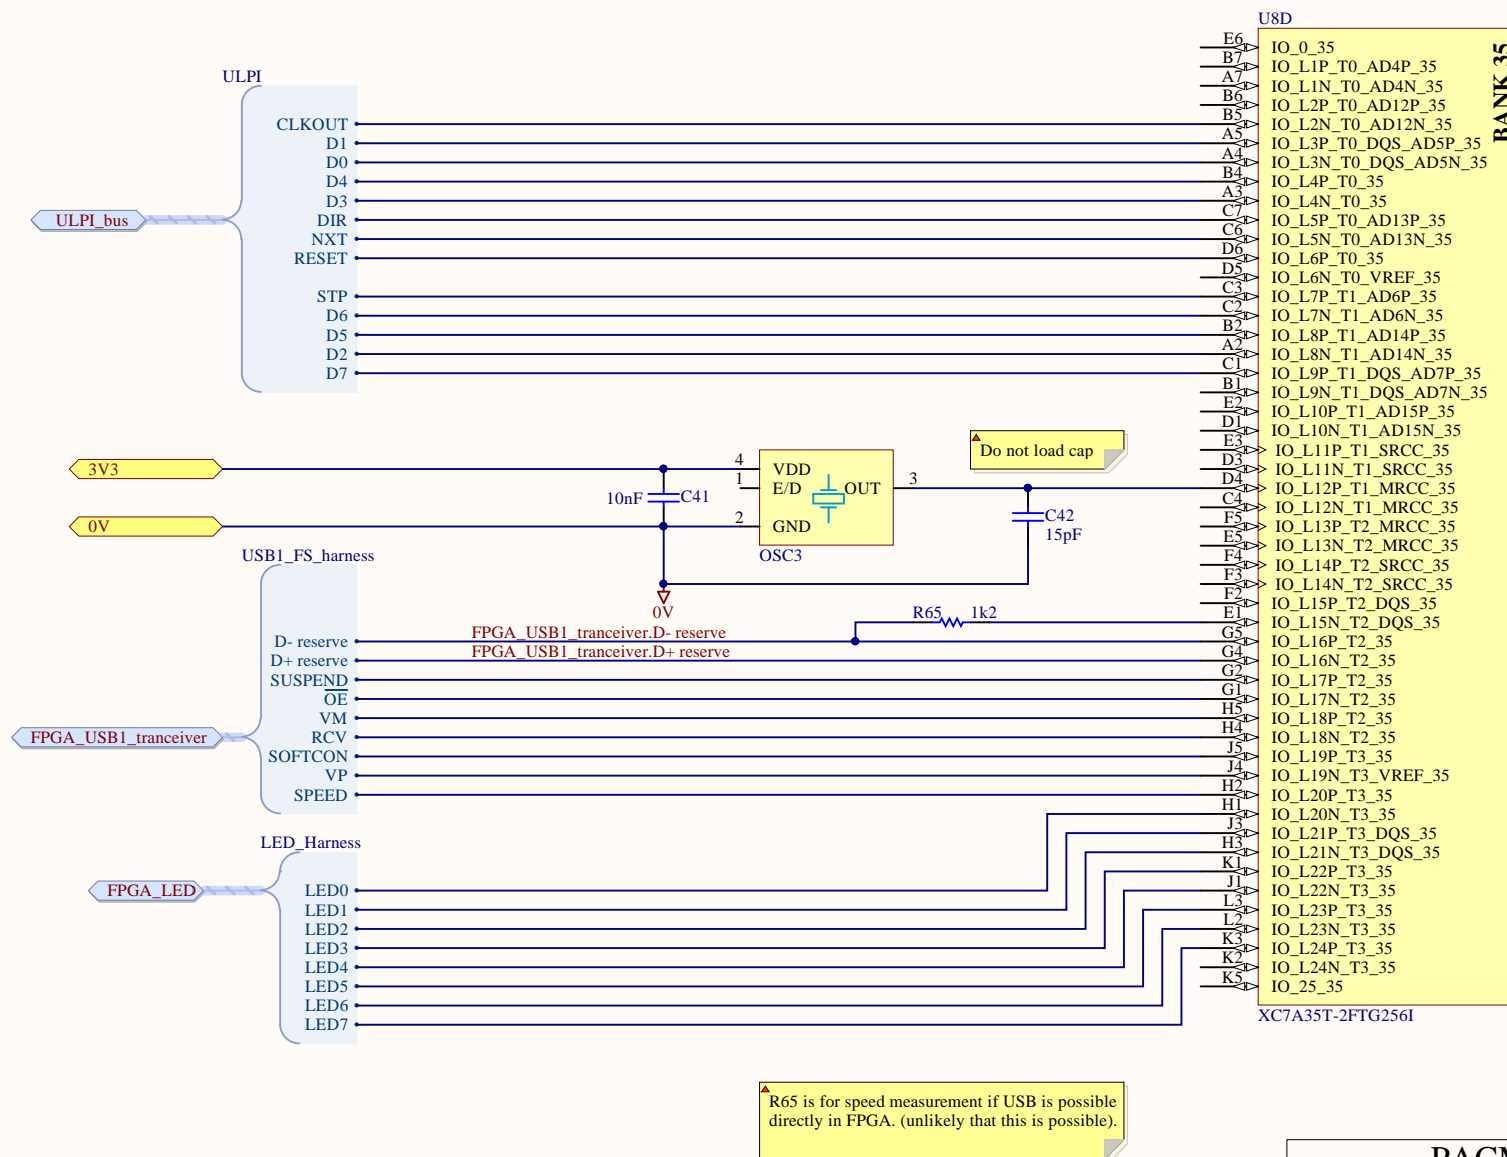 U8D
BANK 35
ULPI
ULPI_bus
CLKOUT
D1
D0
D4
D3
DIR
NXT
RESET
STP
D6
D5
D2
D7
E6 IO_0_35
B7 IO_L1P_T0_AD4P_35
A7 IO_L1N_T0_AD4N_35
B6 IO_L2P_T0_AD12P_35
B5 IO_L2N_T0_AD12N_35
A5 IO_L3P_T0_DQS_AD5P_35
A4 IO_L3N_T0_DQS_AD5N_35
B4 IO_L4P_T0_35
A3 IO_L4N_T0_35
C7 IO_L5P_T0_AD13P_35
C6 IO_L5N_T0_AD13N_35
D6 IO_L6P_T0_35
D5 IO_L6N_T0_VREF_35
C3 IO_L7P_T1_AD6P_35
C2 IO_L7N_T1_AD6N_35
B2 IO_L8P_T1_AD14P_35
A2 IO_L8N_T1_AD14N_35
C1 IO_L9P_T1_DQS_AD7P_35
B1 IO_L9N_T1_DQS_AD7N_35
E2 IO_L10P_T1_AD15P_35
D1 IO_L10N_T1_AD15N_35
E3 IO_L11P_T1_SRCC_35
D3 IO_L11N_T1_SRCC_35
D4 IO_L12P_T1_MRCC_35
C4 IO_L12N_T1_MRCC_35
F5 IO_L13P_T2_MRCC_35
E5 IO_L13N_T2_MRCC_35
F4 IO_L14P_T2_SRCC_35
F3 IO_L14N_T2_SRCC_35
F2 IO_L15P_T2_DQS_35
E1 IO_L15N_T2_DQS_35
G5 IO_L16P_T2_35
G4 IO_L16N_T2_35
G2 IO_L17P_T2_35
G1 IO_L17N_T2_35
H5 IO_L18P_T2_35
H4 IO_L18N_T2_35
J5 IO_L19P_T3_35
J4 IO_L19N_T3_VREF_35
H2 IO_L20P_T3_35
H1 IO_L20N_T3_35
J3 IO_L21P_T3_DQS_35
H3 IO_L21N_T3_DQS_35
K1 IO_L22P_T3_35
J1 IO_L22N_T3_35
L3 IO_L23P_T3_35
L2 IO_L23N_T3_35
K3 IO_L24P_T3_35
K2 IO_L24N_T3_35
K5 IO_25_35
XC7A35T-2FTG256I
3V3
0V
10nF C41
4 VDD
1 E/D OUT 3
2 GND
OSC3
Do not load cap
C42
15pF
0V
USB1_FS_harness
R65 1k2
FPGA_USB1_tranceiver.D- reserve
FPGA_USB1_tranceiver.D+ reserve
D- reserve
D+ reserve
SUSPEND
OE
VM
FPGA_USB1_tranceiver
RCV
SOFTCON
VP
SPEED
LED_Harness
FPGA_LED
LED0
LED1
LED2
LED3
LED4
LED5
LED6
LED7
R65 is for speed measurement if USB is possible
directly in FPGA. (unlikely that this is possible).